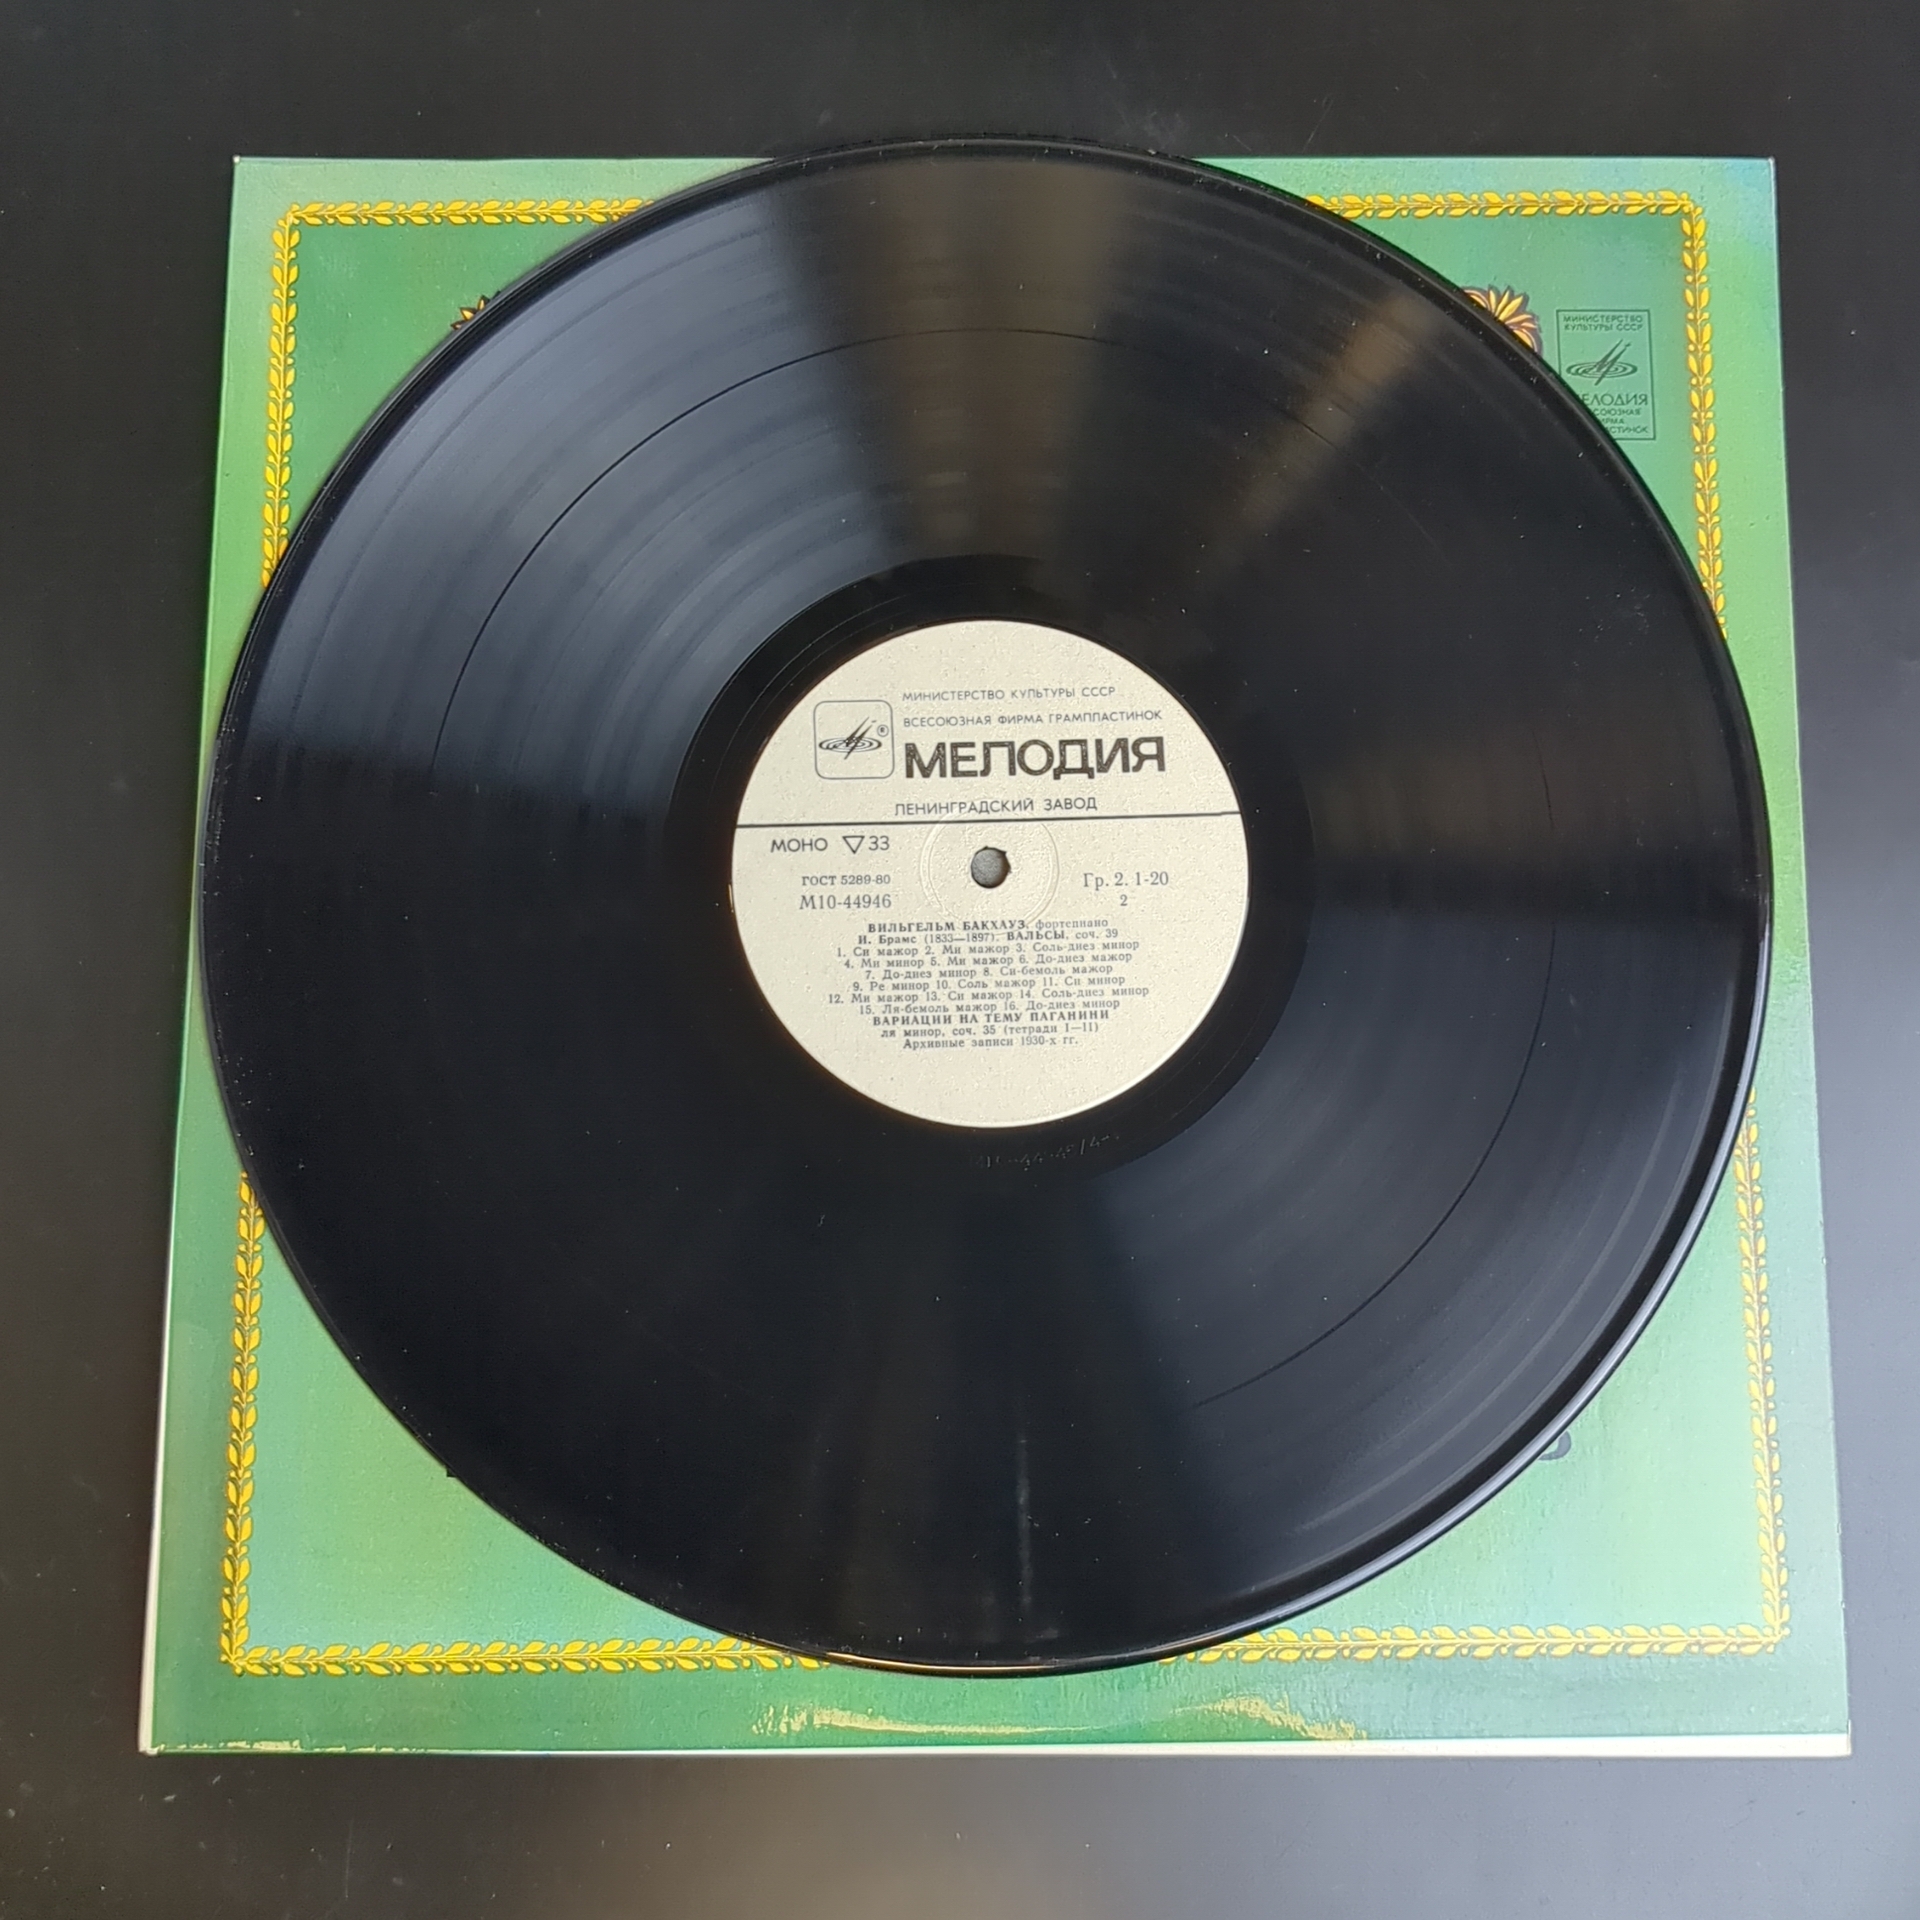 МИНИСТЕРСТВО
КУЛЬТУРЫ СССР
МИНИСТЕРСТВО КУЛЬТУРЫ СССР
ВСЕСОЮЗНАЯ ФИРМА ГРАМПЛАСТИНОК
®
МЕЛОДИЯ
ЛЕНИНГРАДСКИЙ ЗАВОД
МОНО ▽33
ГОСТ 5289-80
М10-44946
Гр. 2. 1-20
2
ВИЛЬГЕЛЬМ БАКХАУЗ, фортепиано
И. Брамс (1833—1897). ВАЛЬСЫ, соч. 39
1. Си мажор 2. Ми мажор 3. Соль-диез минор
4. Ми минор 5. Ми мажор 6. До-диез мажор
7. До-диез минор 8. Си-бемоль мажор
9. Ре минор 10. Соль мажор 11. Си минор
12. Ми мажор 13. Си мажор 14. Соль-диез минор
15. Ля-бемоль мажор 16. До-диез минор
ВАРИАЦИИ НА ТЕМУ ПАГАНИНИ
ля минор, соч. 35 (тетради I—II)
Архивные записи 1930-х гг.